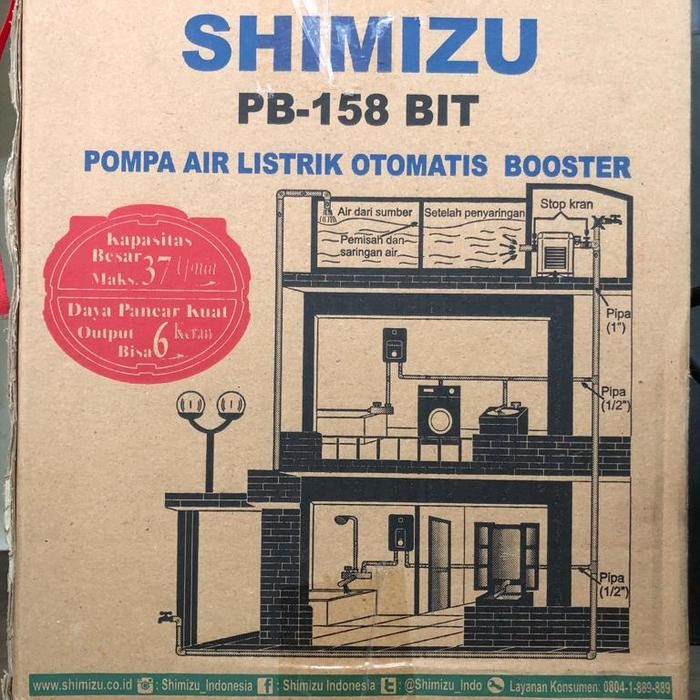 SHIMIZU
PB-158 BIT
POMPA AIR LISTRIK OTOMATIS BOOSTER
Kapasitas
Besar
Maks. 37 l/mnt
Daya Pancar Kuat
Output
Bisa 6 Keran
Air dari sumber
Setelah penyaringan
Stop kran
Pemisah dan
saringan air
Pipa
(1")
Pipa
(1/2")
Pipa
(1/2")
www.shimizu.co.id : Shimizu_Indonesia : Shimizu Indonesia : @Shimizu_Indo Layanan Konsumen: 0804-1-889-889